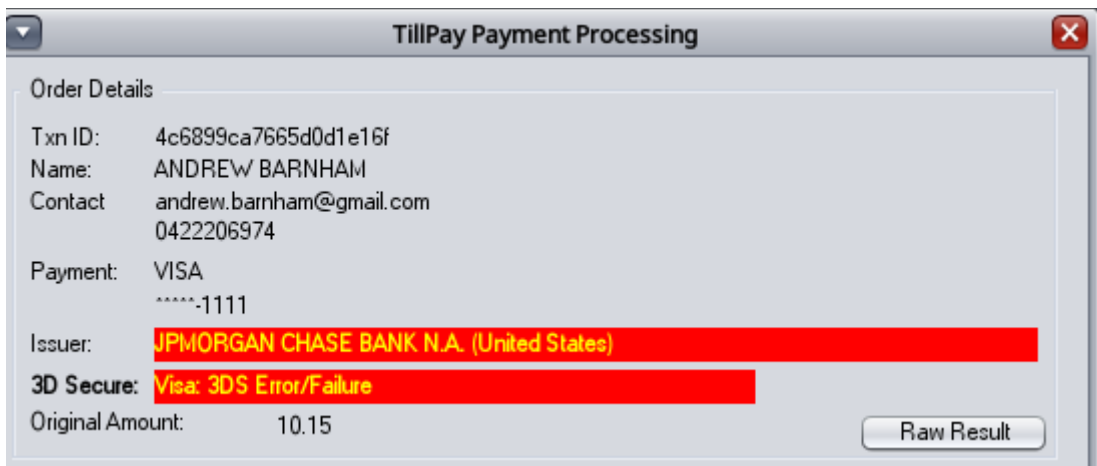 TillPay Payment Processing
Order Details
Txn ID: 4c6899ca7665d0d1e16f
Name: ANDREW BARNHAM
Contact andrew.barnham@gmail.com
0422206974
Payment: VISA
*****-1111
Issuer: JPMORGAN CHASE BANK N.A. (United States)
3D Secure: Visa: 3DS Error/Failure
Original Amount: 10.15
Raw Result